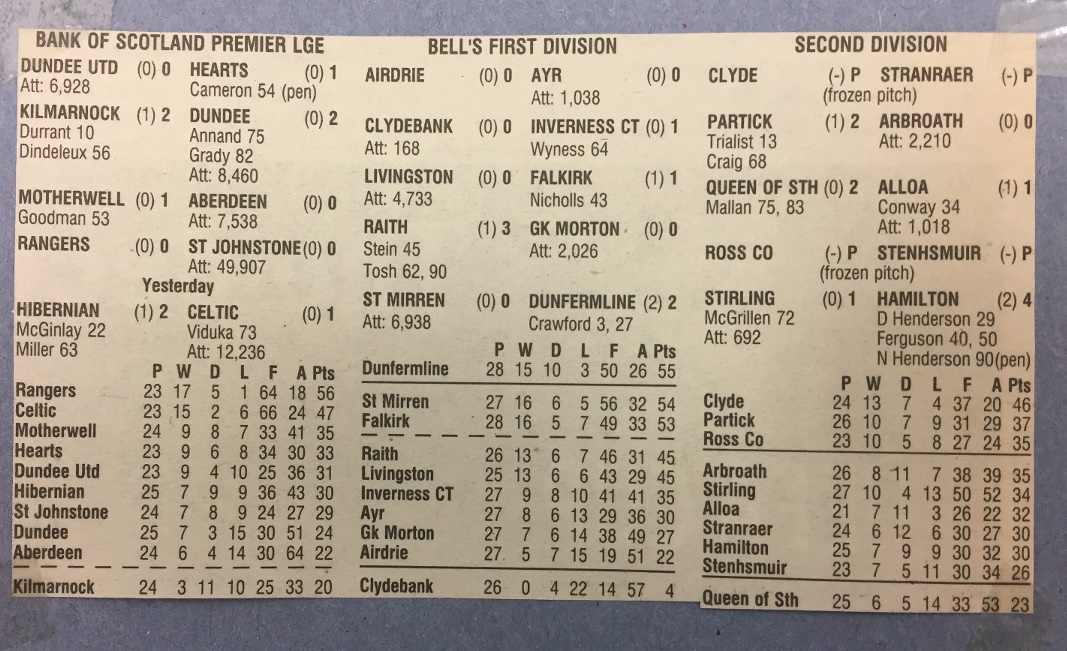 BANK OF SCOTLAND PREMIER LGE
DUNDEE UTD (0) 0 HEARTS (0) 1
Att: 6,928 Cameron 54 (pen)
KILMARNOCK (1) 2 DUNDEE (0) 2
Durrant 10 Annand 75
Dindeleux 56 Grady 82
Att: 8,460
MOTHERWELL (0) 1 ABERDEEN (0) 0
Goodman 53 Att: 7,538
RANGERS (0) 0 ST JOHNSTONE (0) 0
Att: 49,907
Yesterday
HIBERNIAN (1) 2 CELTIC (0) 1
McGinlay 22 Viduka 73
Miller 63 Att: 12,236
P W D L F A Pts
Rangers 23 17 5 1 64 18 56
Celtic 23 15 2 6 66 24 47
Motherwell 24 9 8 7 33 41 35
Hearts 23 9 6 8 34 30 33
Dundee Utd 23 9 4 10 25 36 31
Hibernian 25 7 9 9 36 43 30
St Johnstone 24 7 8 9 24 27 29
Dundee 25 7 3 15 30 51 24
Aberdeen 24 6 4 14 30 64 22
Kilmarnock 24 3 11 10 25 33 20
BELL'S FIRST DIVISION
AIRDRIE (0) 0 AYR (0) 0
Att: 1,038
CLYDEBANK (0) 0 INVERNESS CT (0) 1
Att: 168 Wyness 64
LIVINGSTON (0) 0 FALKIRK (1) 1
Att: 4,733 Nicholls 43
RAITH (1) 3 GK MORTON (0) 0
Stein 45 Att: 2,026
Tosh 62, 90
ST MIRREN (0) 0 DUNFERMLINE (2) 2
Att: 6,938 Crawford 3, 27
P W D L F A Pts
Dunfermline 28 15 10 3 50 26 55
St Mirren 27 16 6 5 56 32 54
Falkirk 28 16 5 7 49 33 53
Raith 26 13 6 7 46 31 45
Livingston 25 13 6 6 43 29 45
Inverness CT 27 9 8 10 41 41 35
Ayr 27 8 6 13 29 36 30
Gk Morton 27 7 6 14 38 49 27
Airdrie 27 5 7 15 19 51 22
Clydebank 26 0 4 22 14 57 4
SECOND DIVISION
CLYDE (-) P STRANRAER (-) P
(frozen pitch)
PARTICK (1) 2 ARBROATH (0) 0
Trialist 13 Att: 2,210
Craig 68
QUEEN OF STH (0) 2 ALLOA (1) 1
Mallan 75, 83 Conway 34
Att: 1,018
ROSS CO (-) P STENHSMUIR (-) P
(frozen pitch)
STIRLING (0) 1 HAMILTON (2) 4
McGrillen 72 D Henderson 29
Att: 692 Ferguson 40, 50
N Henderson 90(pen)
P W D L F A Pts
Clyde 24 13 7 4 37 20 46
Partick 26 10 7 9 31 29 37
Ross Co 23 10 5 8 27 24 35
Arbroath 26 8 11 7 38 39 35
Stirling 27 10 4 13 50 52 34
Alloa 21 7 11 3 26 22 32
Stranraer 24 6 12 6 30 27 30
Hamilton 25 7 9 9 30 32 30
Stenhsmuir 23 7 5 11 30 34 26
Queen of Sth 25 6 5 14 33 53 23